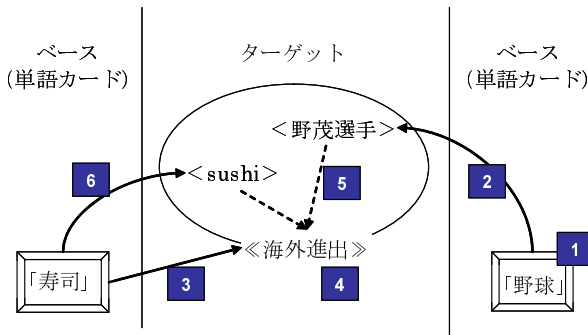 ベース
(単語カード)
ターゲット
ベース
(単語カード)
<野茂選手>
<sushi>
6
5
2
1
≪海外進出≫
「寿司」
3
4
「野球」